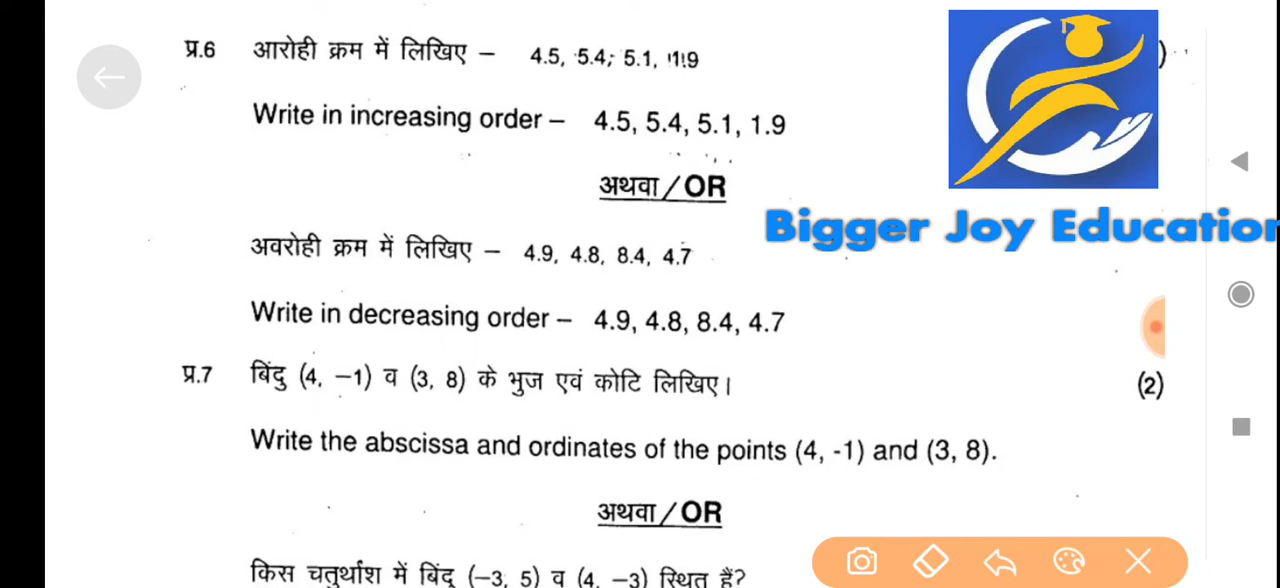 प्र.6 आरोही क्रम में लिखिए – 4.5, 5.4, 5.1, 1.9
)
Write in increasing order – 4.5, 5.4, 5.1, 1.9
अथवा / OR
Bigger Joy Education
अवरोही क्रम में लिखिए – 4.9, 4.8, 8.4, 4.7
Write in decreasing order – 4.9, 4.8, 8.4, 4.7
प्र.7 बिंदु (4, –1) व (3, 8) के भुज एवं कोटि लिखिए। (2)
Write the abscissa and ordinates of the points (4, -1) and (3, 8).
अथवा / OR
किस चतुर्थांश में बिंदु (–3, 5) व (4, –3) स्थित हैं?